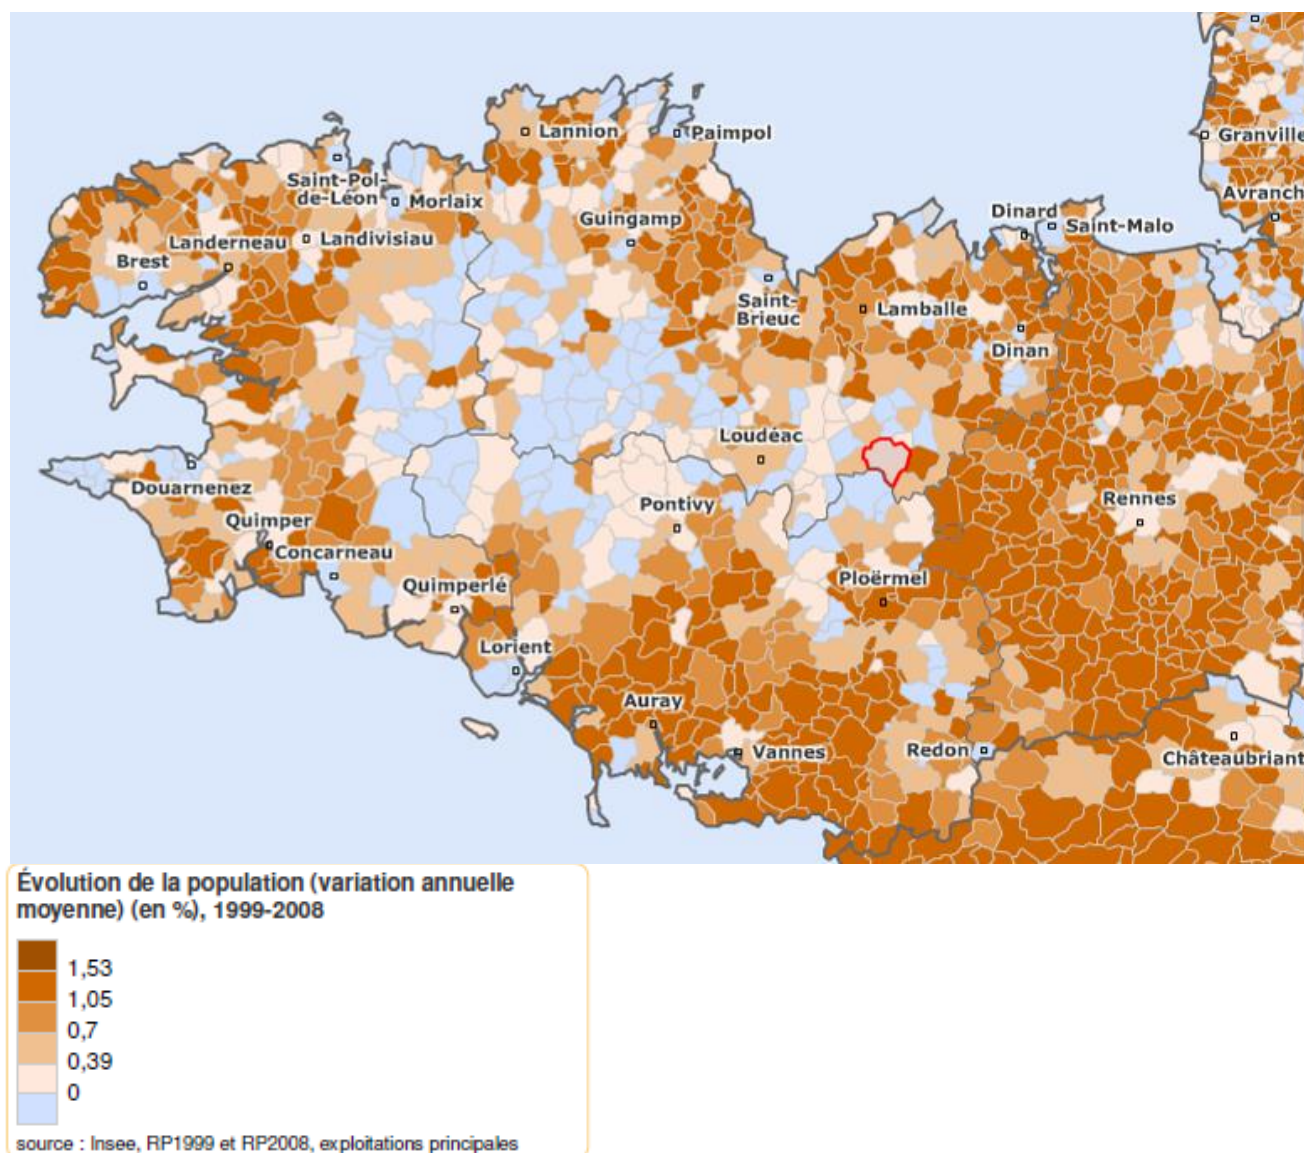 Granville
Lannion
Paimpol
Saint-Pol-
de-Léon
Morlaix
Avranch
Guingamp
Dinard
Saint-Malo
Landerneau
Landivisiau
Brest
Saint-
Brieuc
Lamballe
Dinan
Loudéac
Douarnenez
Pontivy
Rennes
Quimper
Concarneau
Quimperlé
Ploërmel
Lorient
Auray
Vannes
Redon
Châteaubriant
Évolution de la population (variation annuelle
moyenne) (en %), 1999-2008
1,53
1,05
0,7
0,39
0
source : Insee, RP1999 et RP2008, exploitations principales